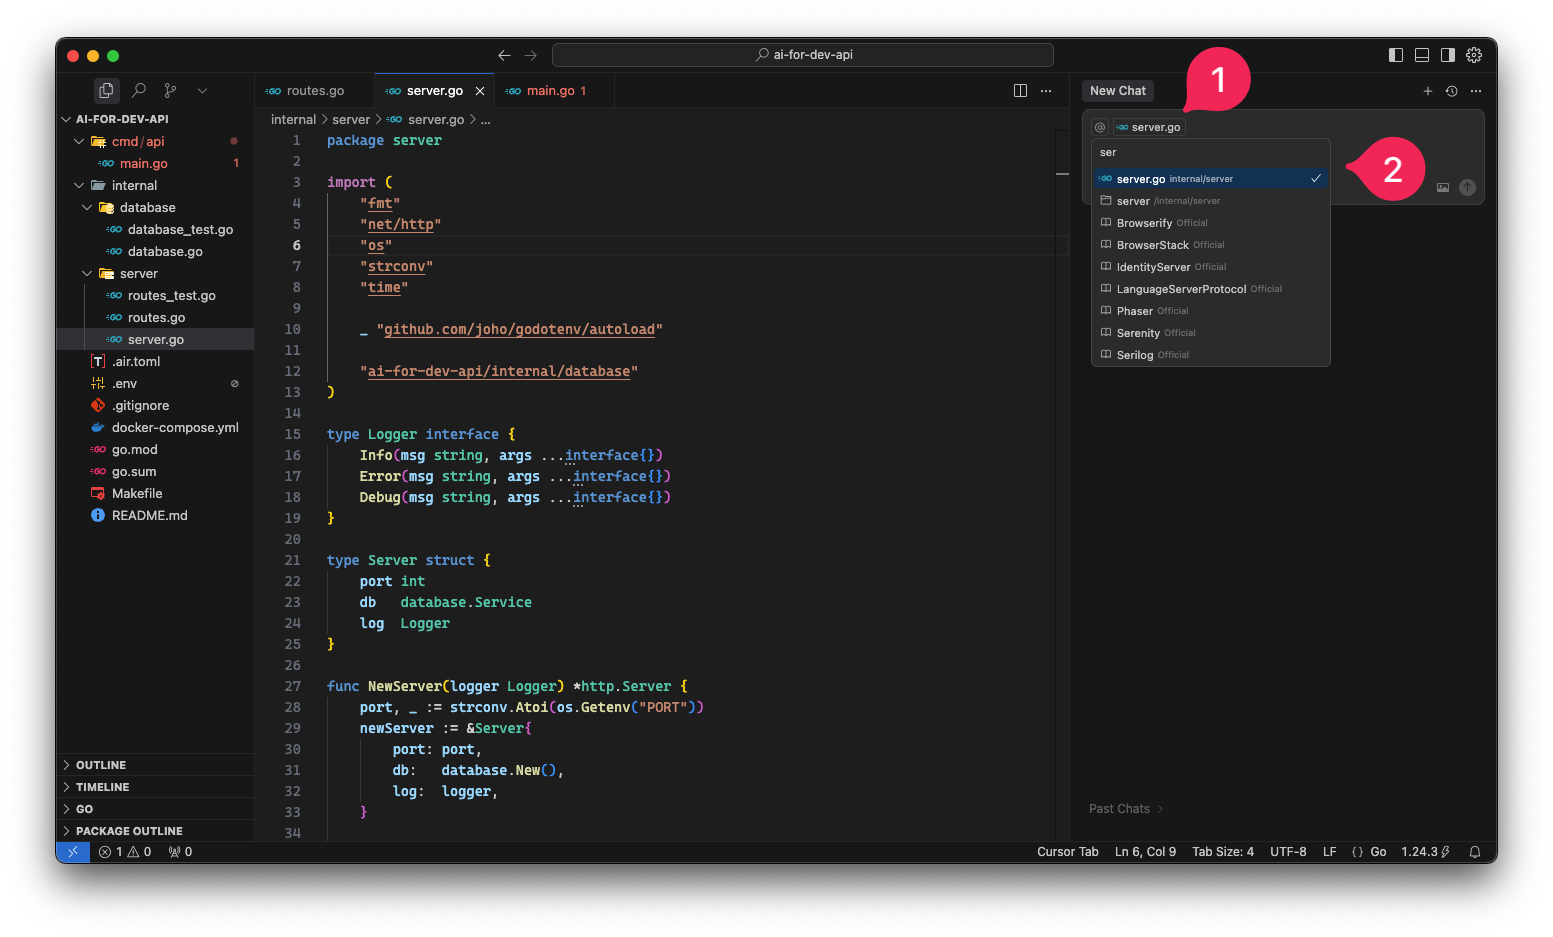 ai-for-dev-api
AI-FOR-DEV-API
cmd/api
main.go 1
internal
database
database_test.go
database.go
server
routes_test.go
routes.go
server.go
.air.toml
.env
.gitignore
docker-compose.yml
go.mod
go.sum
Makefile
README.md
OUTLINE
TIMELINE
GO
PACKAGE OUTLINE
routes.go
server.go
main.go 1
internal > server > server.go > ...
1 package server
2
3 import (
4 "fmt"
5 "net/http"
6 "os"
7 "strconv"
8 "time"
9
10 _ "github.com/joho/godotenv/autoload"
11
12 "ai-for-dev-api/internal/database"
13 )
14
15 type Logger interface {
16 Info(msg string, args ...interface{})
17 Error(msg string, args ...interface{})
18 Debug(msg string, args ...interface{})
19 }
20
21 type Server struct {
22 port int
23 db database.Service
24 log Logger
25 }
26
27 func NewServer(logger Logger) *http.Server {
28 port, _ := strconv.Atoi(os.Getenv("PORT"))
29 newServer := &Server{
30 port: port,
31 db: database.New(),
32 log: logger,
33 }
34
New Chat
1
@ server.go
ser
2
server.go internal/server
server /internal/server
Browserify Official
BrowserStack Official
IdentityServer Official
LanguageServerProtocol Official
Phaser Official
Serenity Official
Serilog Official
Past Chats >
1 0 0
Cursor Tab Ln 6, Col 9 Tab Size: 4 UTF-8 LF {} Go 1.24.3